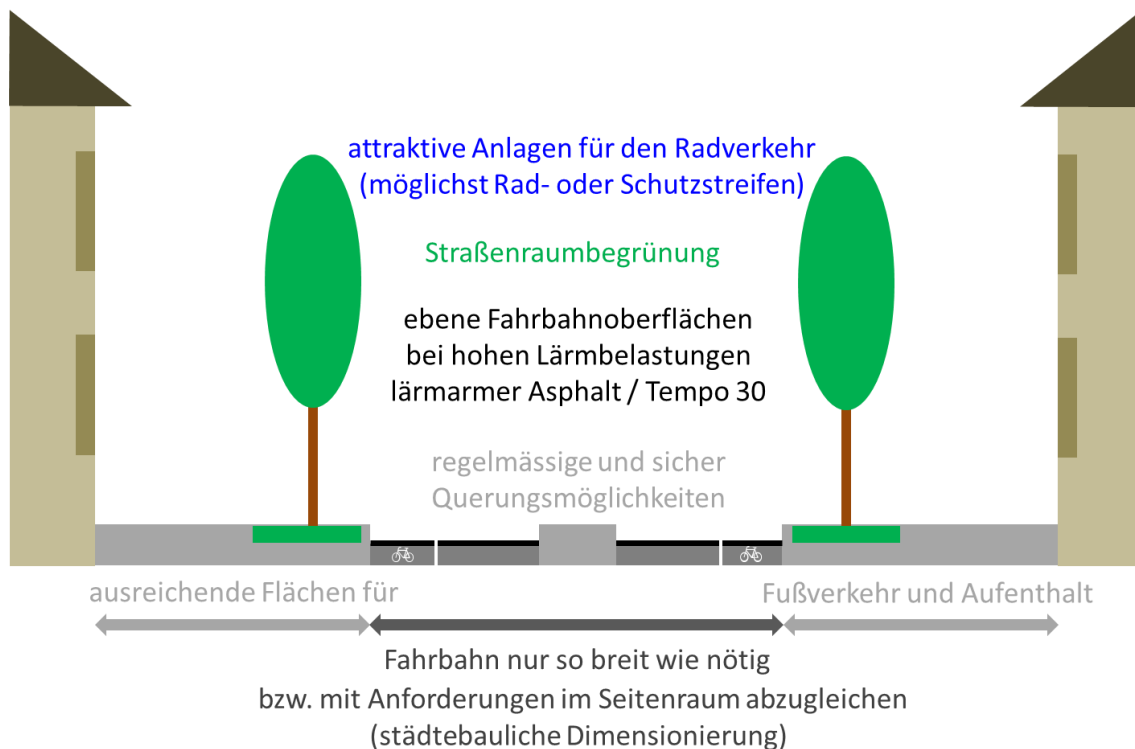 attraktive Anlagen für den Radverkehr
(möglichst Rad- oder Schutzstreifen)
Straßenraumbegrünung
ebene Fahrbahnoberflächen
bei hohen Lärmbelastungen
lärmarmer Asphalt / Tempo 30
regelmässige und sicher
Querungsmöglichkeiten
ausreichende Flächen für
Fußverkehr und Aufenthalt
Fahrbahn nur so breit wie nötig
bzw. mit Anforderungen im Seitenraum abzugleichen
(städtebauliche Dimensionierung)